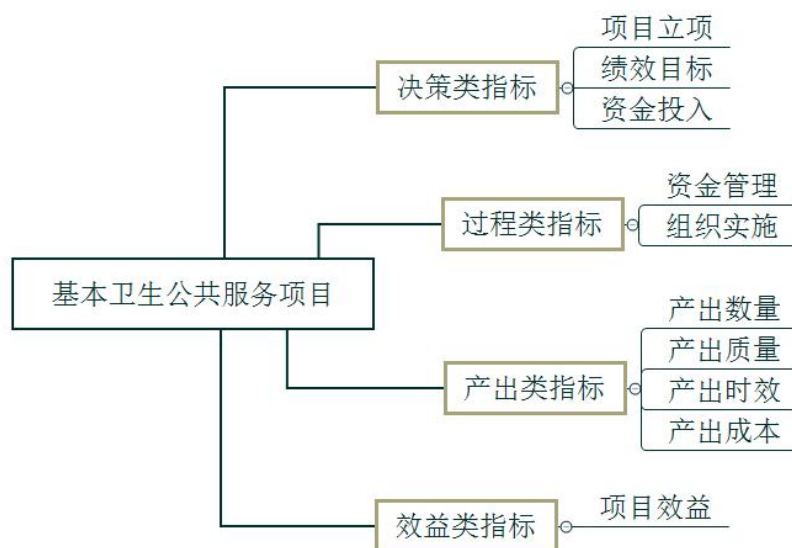 基本卫生公共服务项目
决策类指标
项目立项
绩效目标
资金投入
过程类指标
资金管理
组织实施
产出类指标
产出数量
产出质量
产出时效
产出成本
效益类指标
项目效益